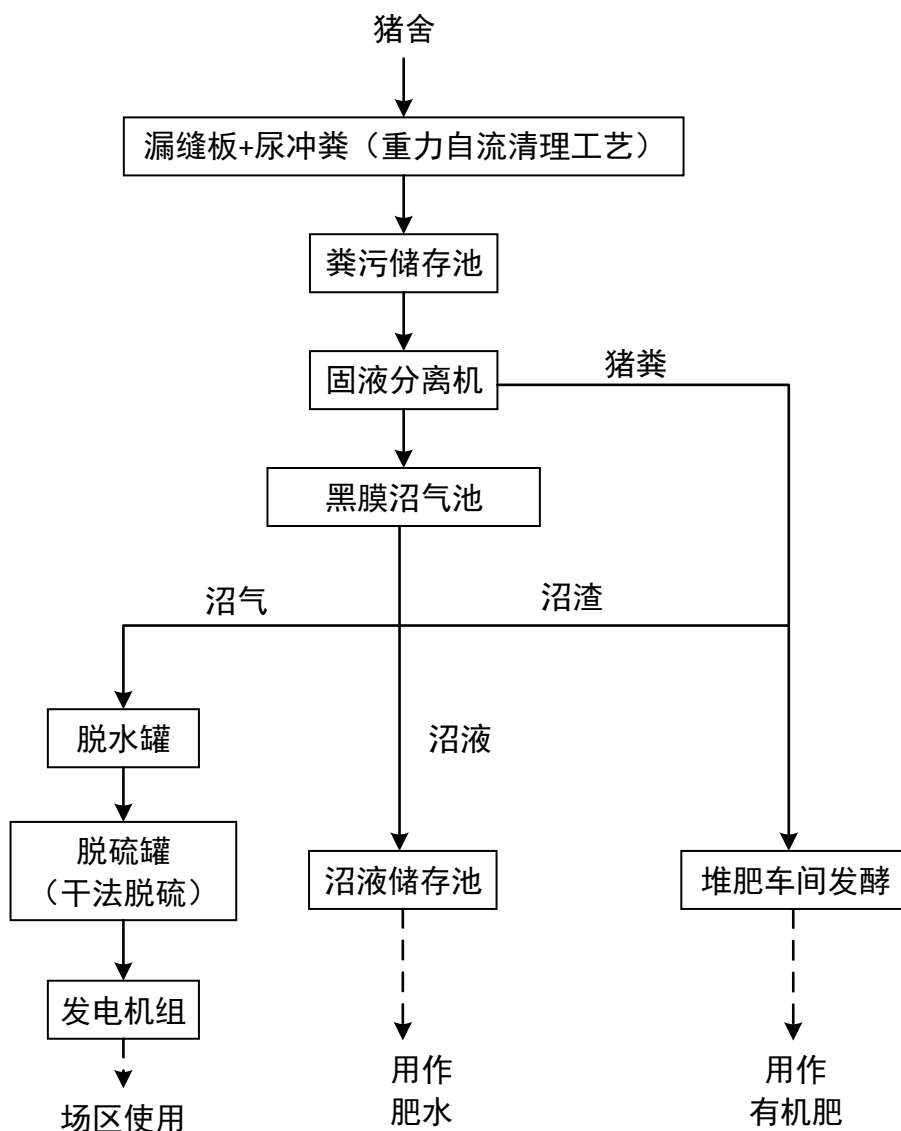 猪舍
漏缝板+尿冲粪（重力自流清理工艺）
粪污储存池
固液分离机
猪粪
黑膜沼气池
沼气
沼渣
脱水罐
沼液
脱硫罐
（干法脱硫）
沼液储存池
堆肥车间发酵
发电机组
用作
肥水
用作
有机肥
场区使用